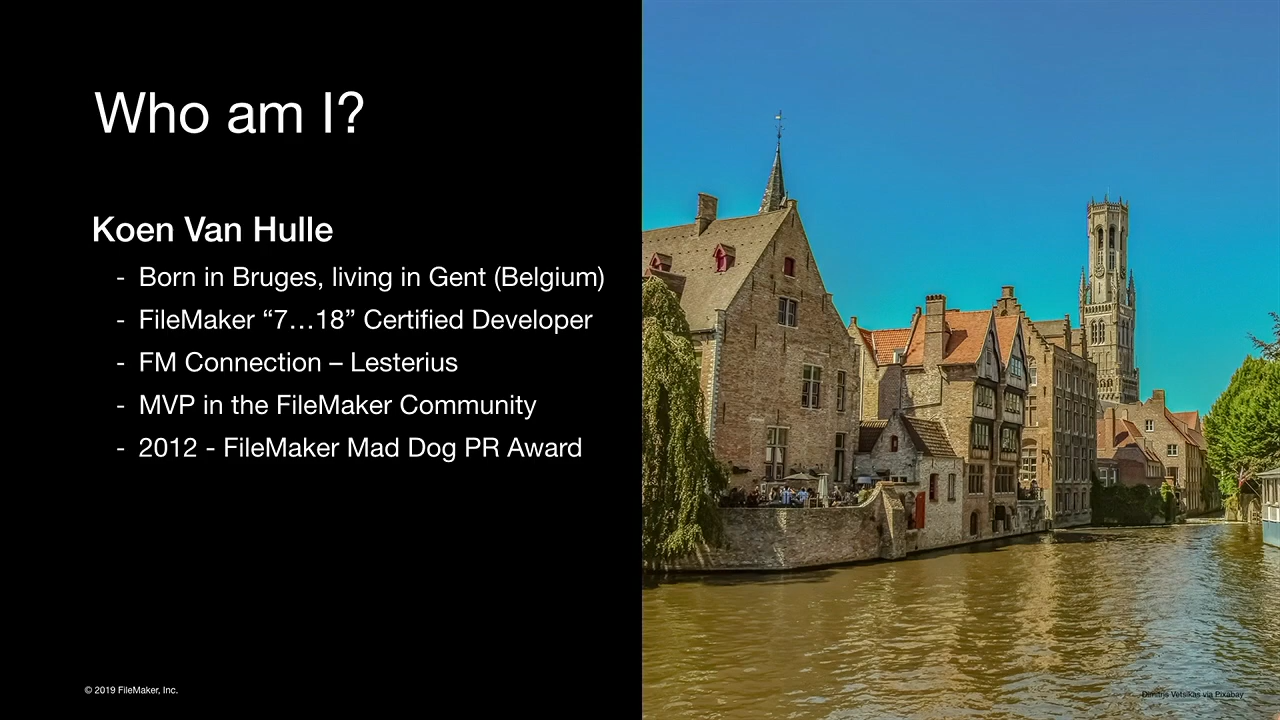 Who am I?
Koen Van Hulle
- Born in Bruges, living in Gent (Belgium)
- FileMaker “7…18” Certified Developer
- FM Connection – Lesterius
- MVP in the FileMaker Community
- 2012 - FileMaker Mad Dog PR Award
© 2019 FileMaker, Inc.
Dimitris Vetsikas via Pixabay